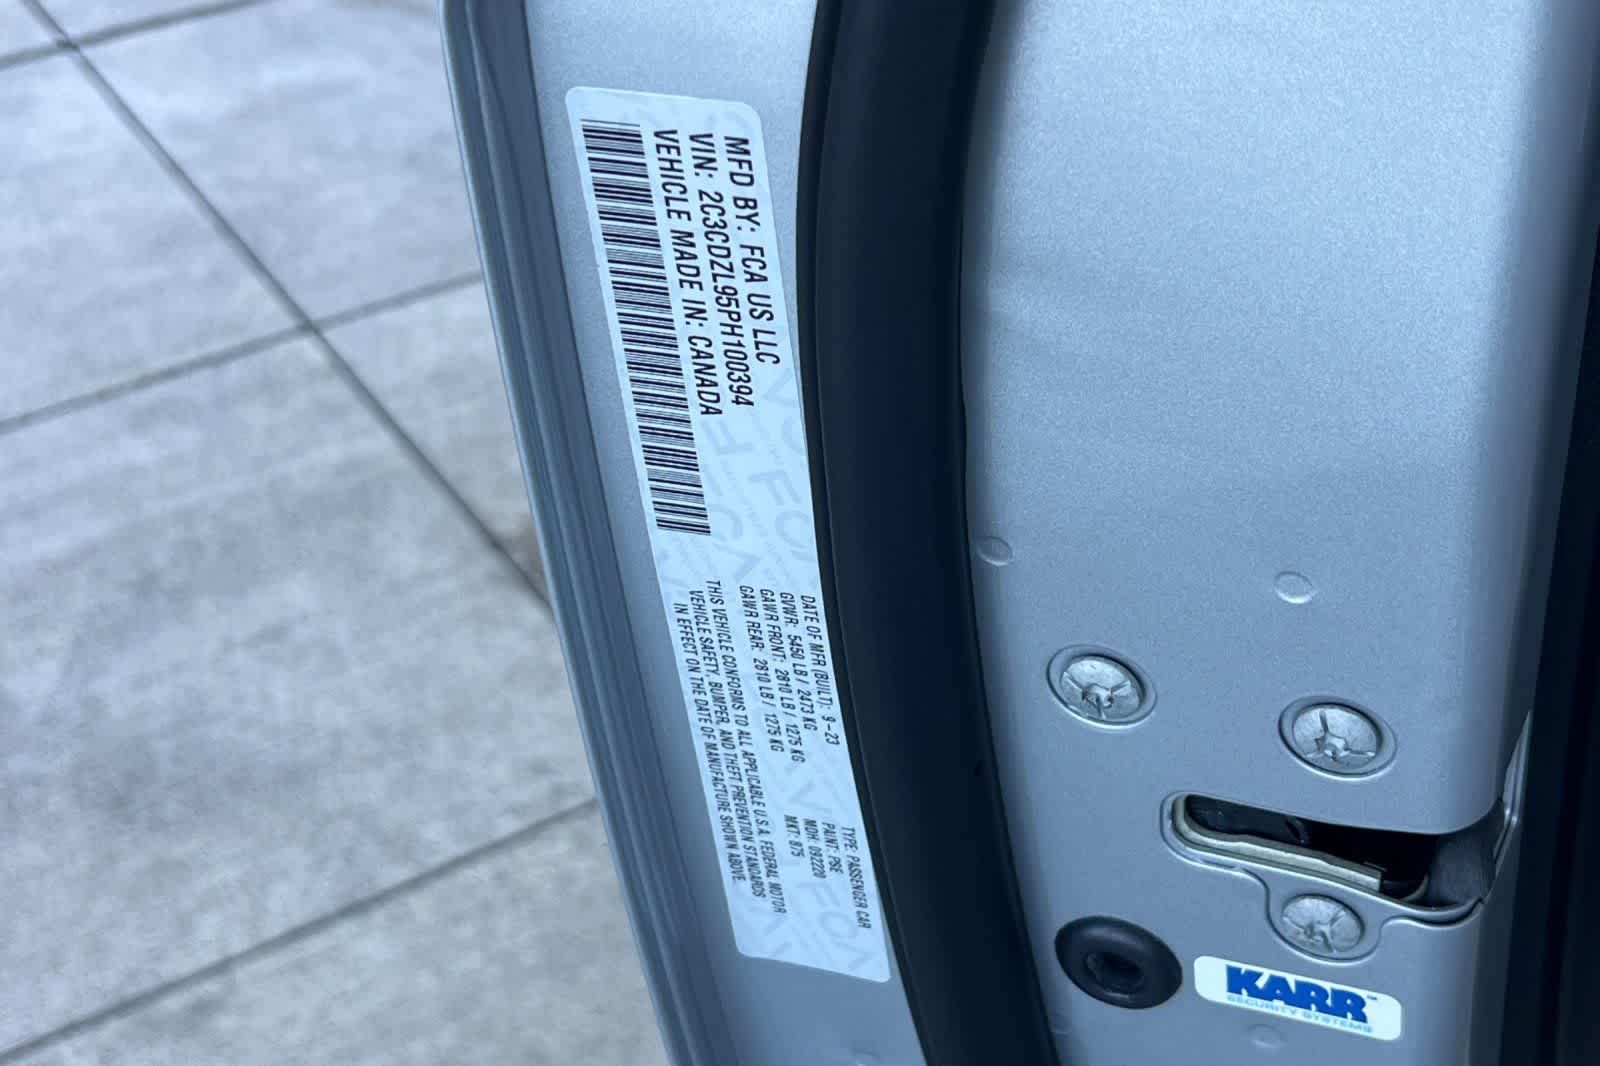 MFD BY: FCA US LLC
VIN: 2C3CDZL95PH100394
VEHICLE MADE IN: CANADA
DATE OF MFR (BUILT): 9-23
GVWR: 5450 LB / 2473 KG
GAWR FRONT: 2810 LB / 1275 KG
GAWR REAR: 2810 LB / 1275 KG
THIS VEHICLE CONFORMS TO ALL APPLICABLE U.S.A. FEDERAL MOTOR
VEHICLE SAFETY, BUMPER, AND THEFT PREVENTION STANDARDS
IN EFFECT ON THE DATE OF MANUFACTURE SHOWN ABOVE.
TYPE: PASSENGER CAR
PAINT: PSE
MDH: 092220
MKT: 875
KARR™
SECURITY SYSTEMS